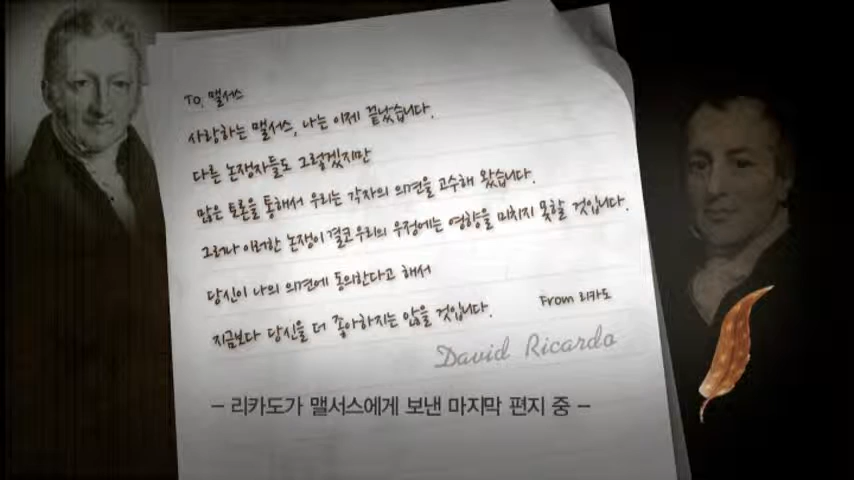 To, 맬서스
사랑하는 맬서스, 나는 이제 끝났습니다.
다른 논쟁자들도 그렇겠지만
많은 토론을 통해서 우리는 각자의 의견을 고수해 왔습니다.
그러나 이러한 논쟁이 결코 우리의 우정에는 영향을 미치지 못할 것입니다.
당신이 나의 의견에 동의한다고 해서
지금보다 당신을 더 좋아하지는 않을 것입니다.
From 리카도
David Ricardo
- 리카도가 맬서스에게 보낸 마지막 편지 중 -